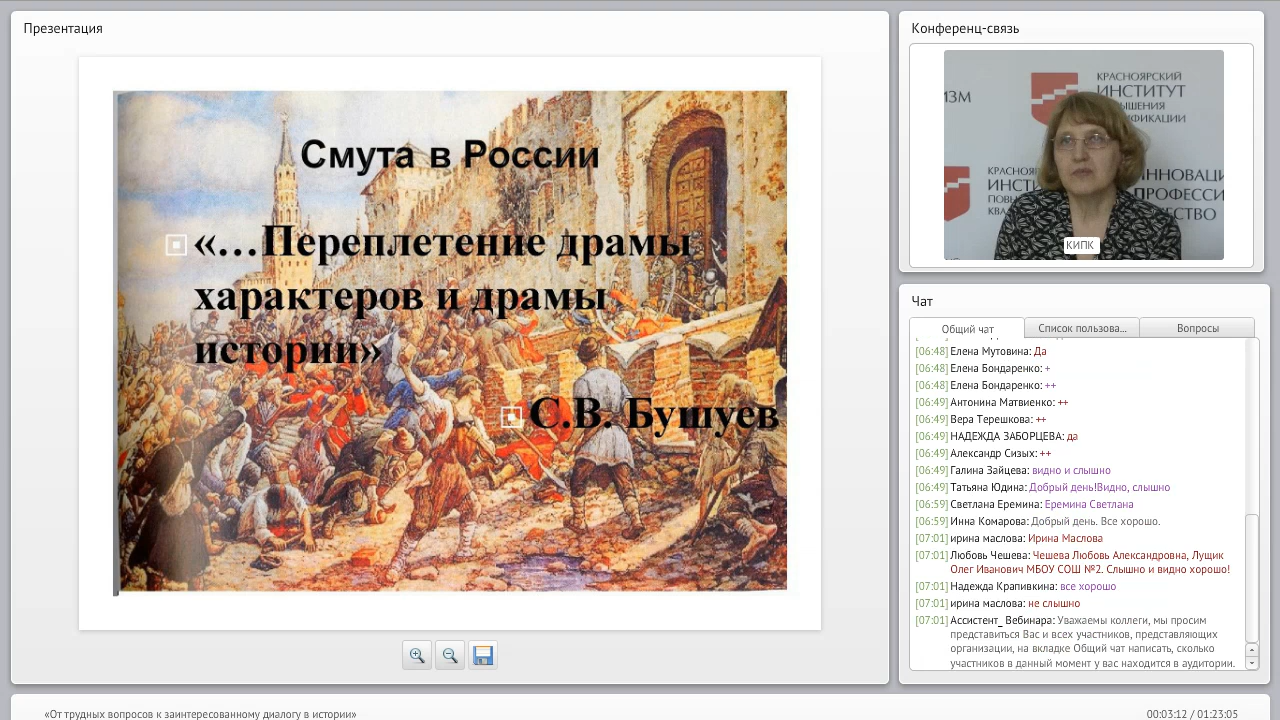 Презентация
Смута в России
«…Переплетение драмы
характеров и драмы
истории»
С.В. Бушуев
Конференц-связь
ИЗМ
КРАСНОЯРСКИЙ
ИНСТИТУТ
КИПК
Чат
Общий чат
Список пользова...
Вопросы
[06:48] Елена Мутовина: Да
[06:48] Елена Бондаренко: +
[06:48] Елена Бондаренко: ++
[06:49] Антонина Матвиенко: ++
[06:49] Вера Терешкова: ++
[06:49] НАДЕЖДА ЗАБОРЦЕВА: да
[06:49] Александр Сизых: ++
[06:49] Галина Зайцева: видно и слышно
[06:49] Татьяна Юдина: Добрый день!Видно, слышно
[06:59] Светлана Еремина: Еремина Светлана
[06:59] Инна Комарова: Добрый день. Все хорошо.
[07:01] ирина маслова: Ирина Маслова
[07:01] Любовь Чешева: Чешева Любовь Александровна, Лущик
Олег Иванович МБОУ СОШ №2. Слышно и видно хорошо!
[07:01] Надежда Крапивкина: все хорошо
[07:01] ирина маслова: не слышно
[07:01] Ассистент_ Вебинара: Уважаемы коллеги, мы просим
представиться Вас и всех участников, представляющих
организации, на вкладке Общий чат написать, сколько
участников в данный момент у вас находится в аудитории.
«От трудных вопросов к заинтересованному диалогу в истории»
00:03:12 / 01:23:05